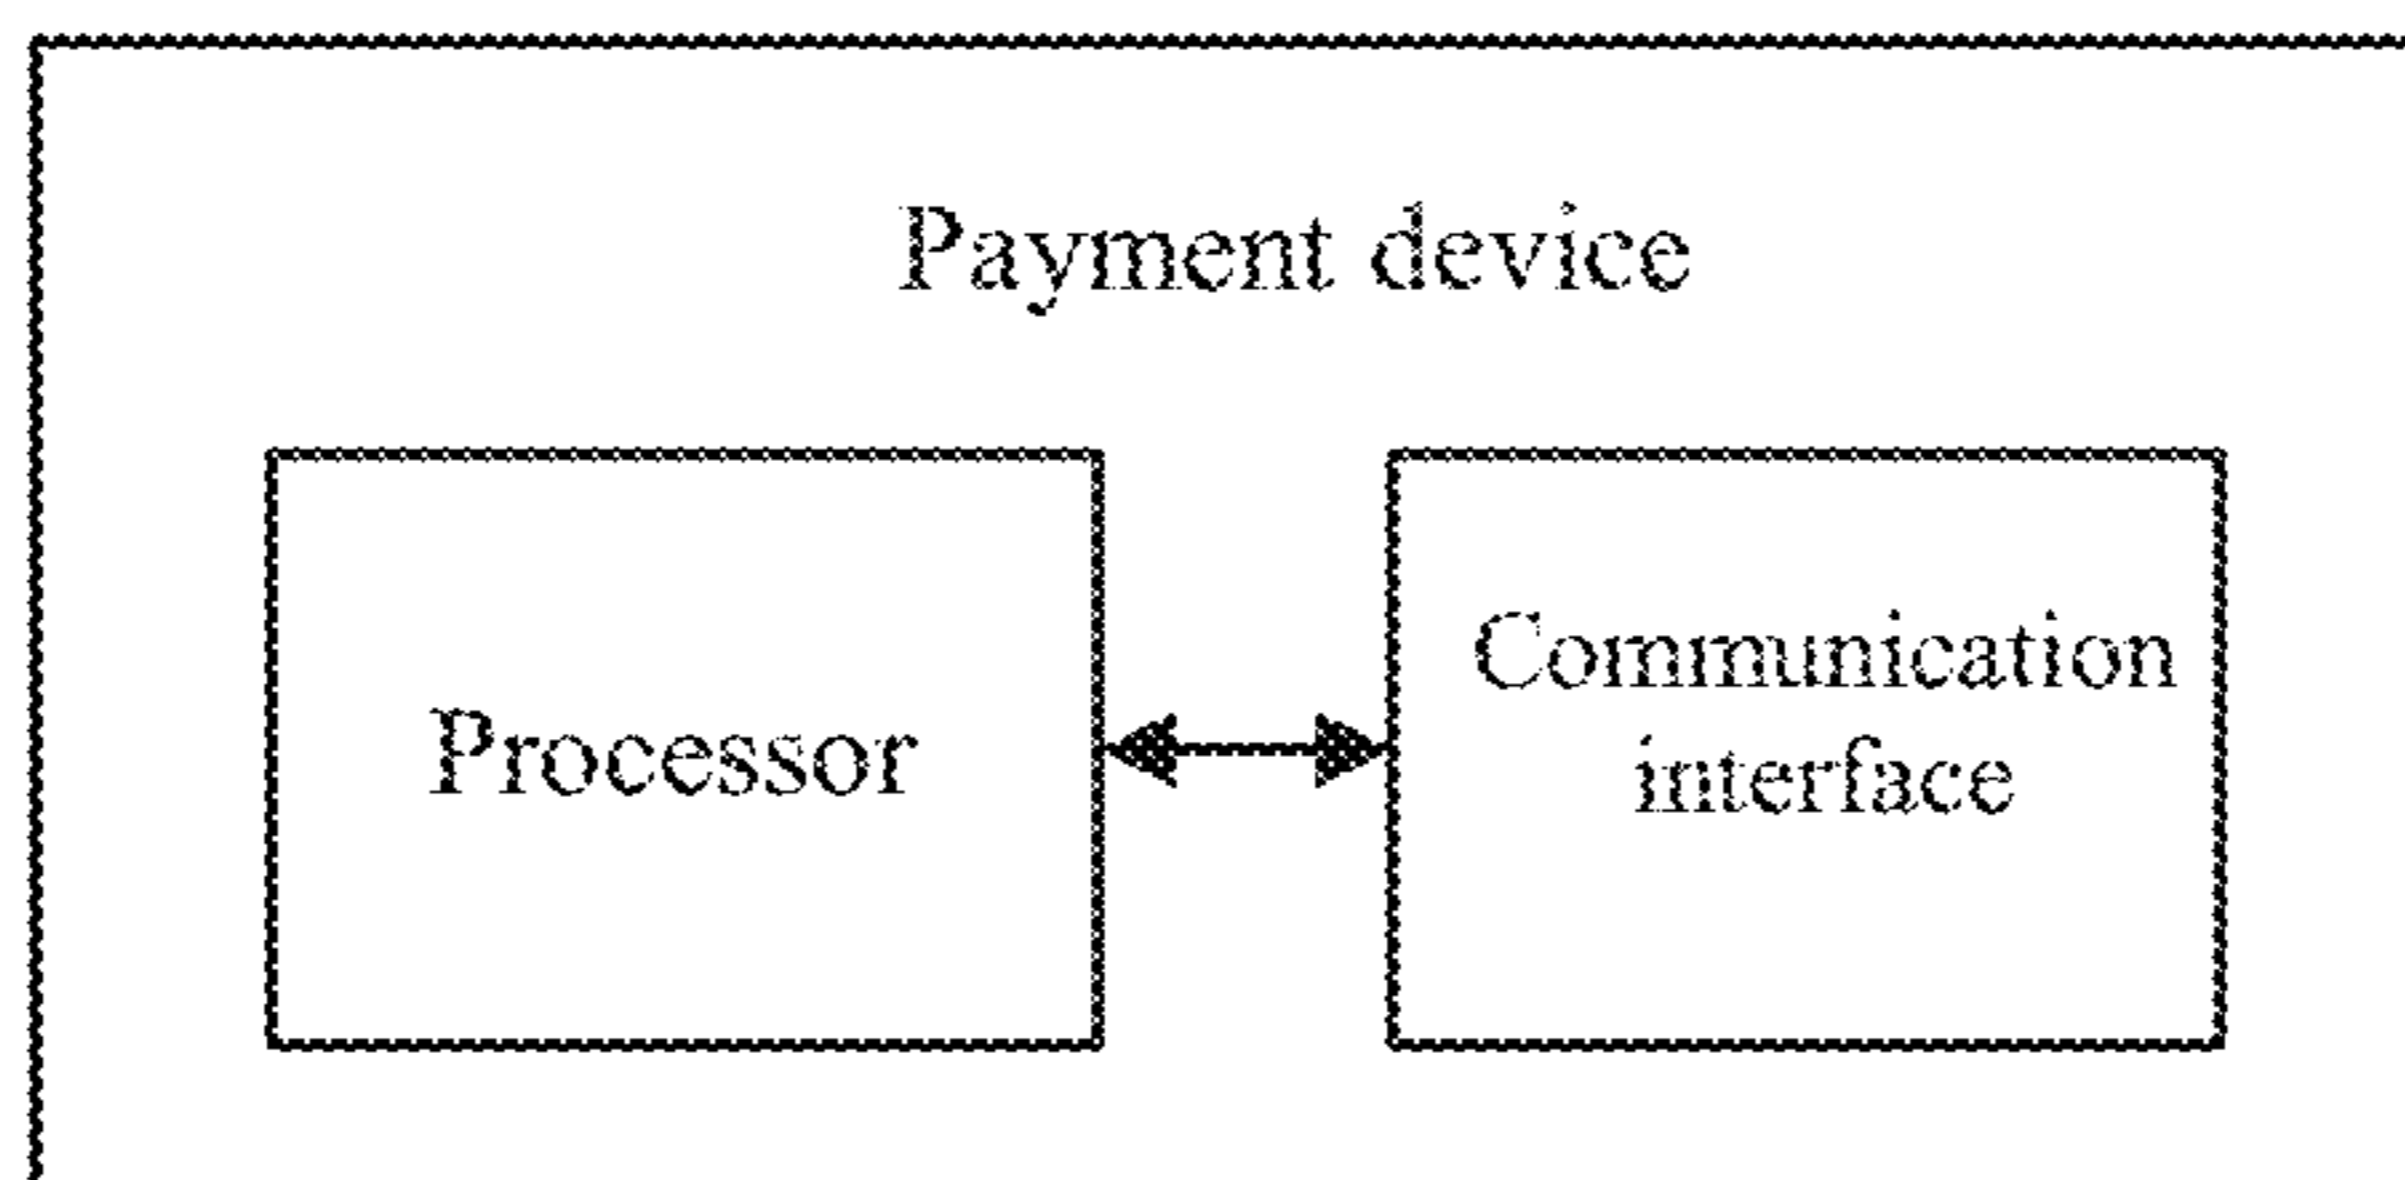 Payment device
Processor
Communication
interface